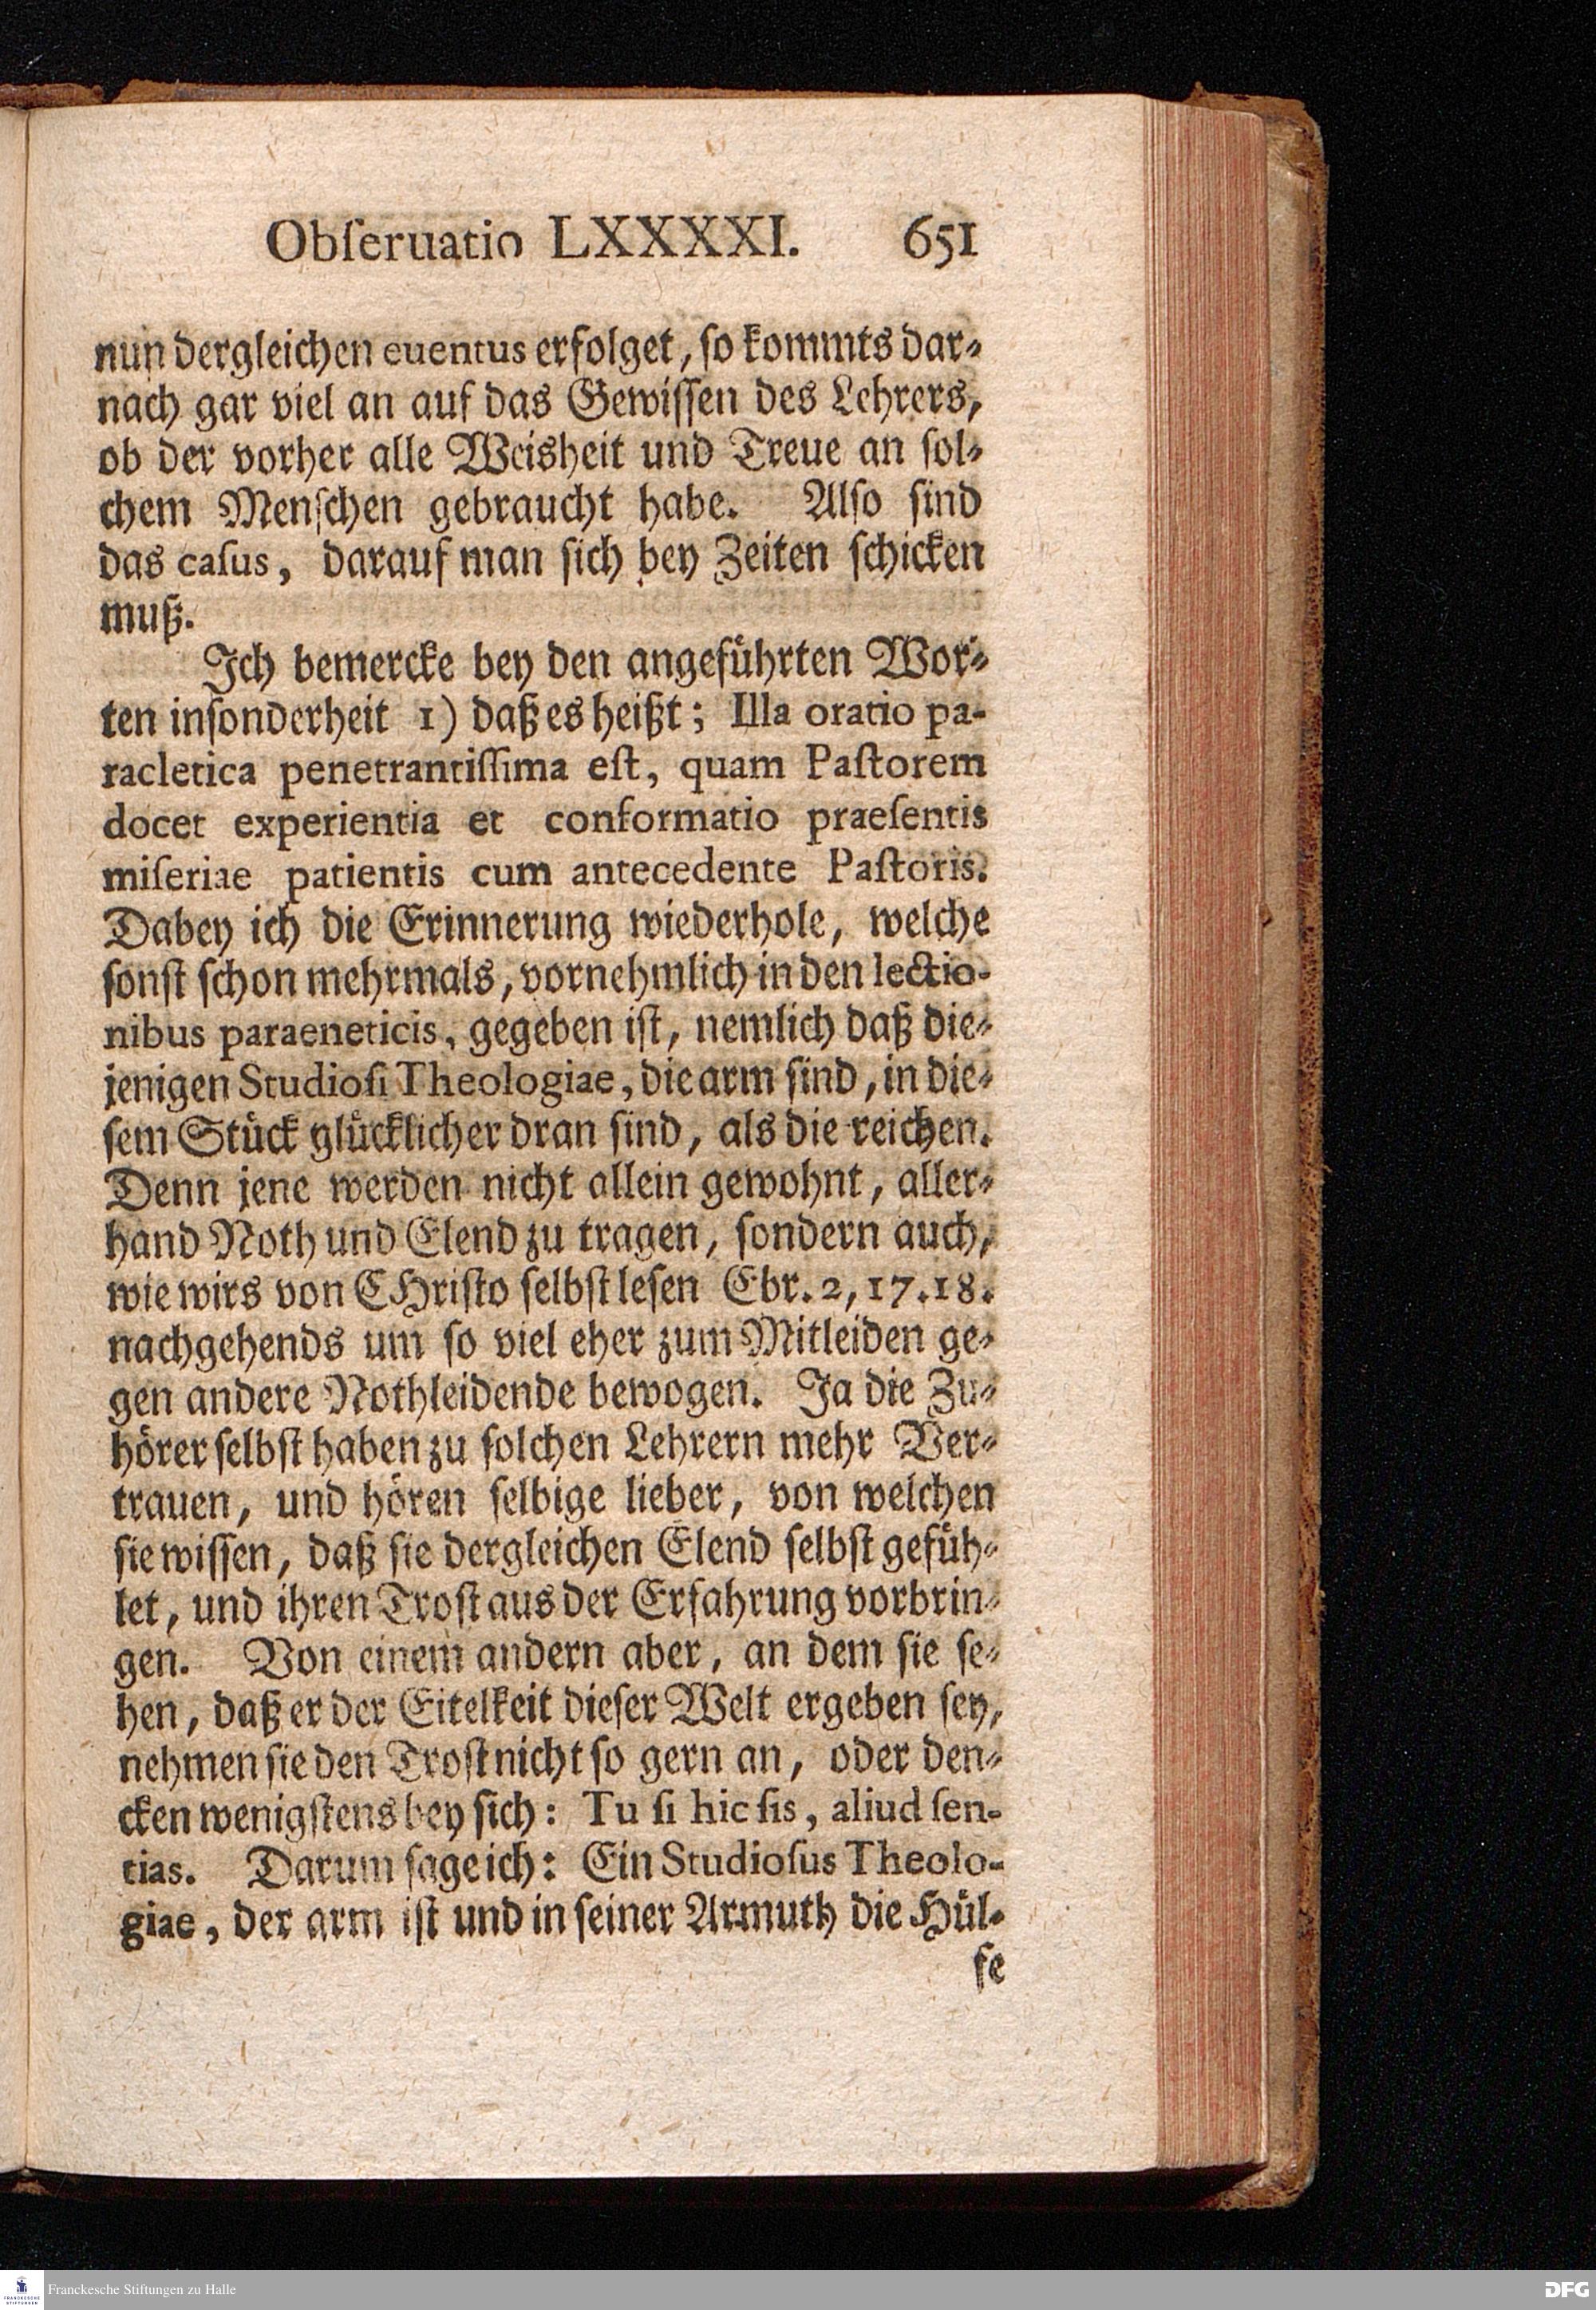 Obſeruatio LXXXXXI. 651
nun dergleichen euentus erfolget, ſo kommts dar-
nach gar viel an auf das Gewiſſen des Lehrers,
ob der vorher alle Weisheit und Treue an ſol-
chem Menſchen gebraucht habe. Alſo ſind
das caſus, darauf man ſich bey Zeiten ſchicken
muß.
Ich bemercke bey den angeführten Wor-
ten inſonderheit 1) daß es heißt; Illa oratio pa-
racletica penetrantiſſima eſt, quam Paſtorem
docet experientia et conformatio praeſentis
miſeriae patientis cum antecedente Paſtoris.
Dabey ich die Erinnerung wiederhole, welche
ſonſt ſchon mehrmals, vornehmlich in den lectio-
nibus paraeneticis, gegeben iſt, nemlich daß die-
jenigen Studioſi Theologiae, die arm ſind, in die-
ſem Stück glücklicher dran ſind, als die reichen.
Denn jene werden nicht allein gewohnt, aller-
hand Noth und Elend zu tragen, ſondern auch,
wie wirs von CHriſto ſelbſt leſen Ebr. 2, 17. 18.
nachgehends um ſo viel eher zum Mitleiden ge-
gen andere Nothleidende bewogen. Ja die Zu-
hörer ſelbſt haben zu ſolchen Lehrern mehr Ver-
trauen, und hören ſelbige lieber, von welchen
ſie wiſſen, daß ſie dergleichen Elend ſelbſt gefüh-
let, und ihren Troſt aus der Erfahrung vorbrin-
gen. Von einem andern aber, an dem ſie ſe-
hen, daß er der Eitelkeit dieſer Welt ergeben ſey,
nehmen ſie den Troſt nicht ſo gern an, oder den-
cken wenigſtens bey ſich: Tu ſi hic ſis, aliud ſen-
tias. Darum ſage ich: Ein Studioſus Theolo-
giae, der arm iſt und in ſeiner Armuth die Hül-
fe
Franckesche Stiftungen zu Halle
DFG